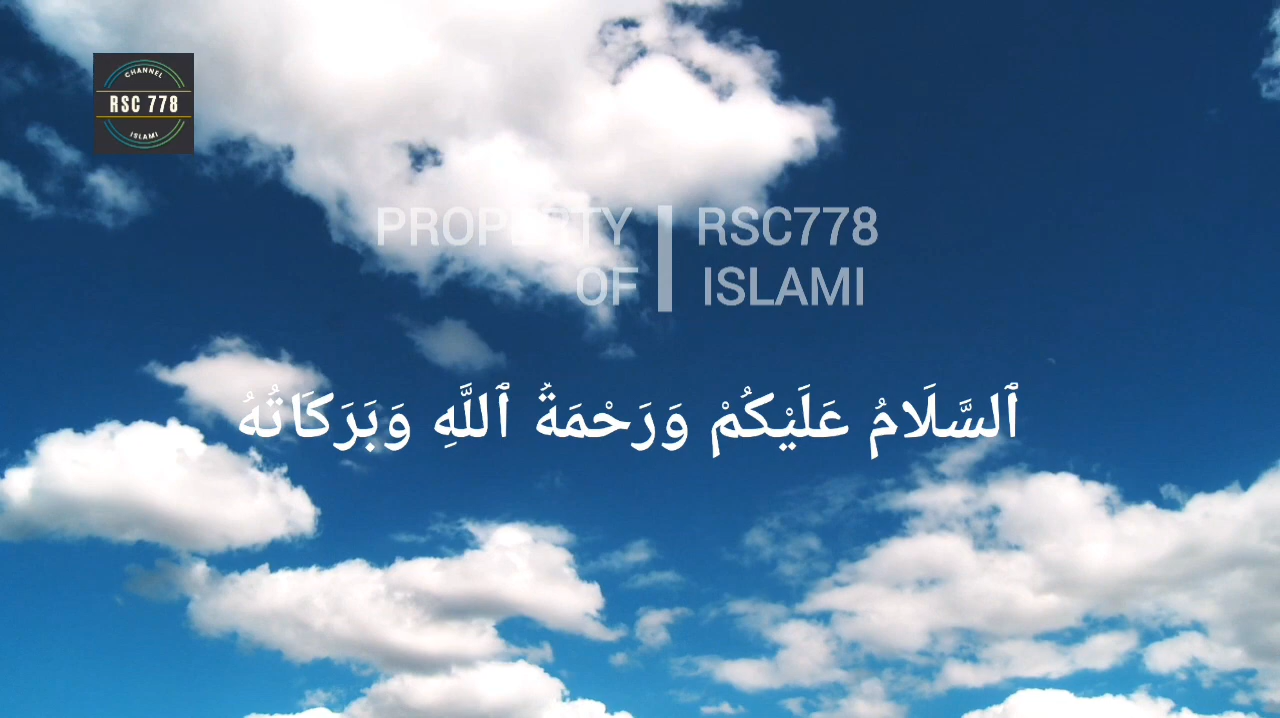 CHANNEL
RSC 778
ISLAMI
PROPERTY OF
RSC778 ISLAMI
ٱلسَّلَامُ عَلَيْكُمْ وَرَحْمَةُ ٱللَّهِ وَبَرَكَاتُهُ